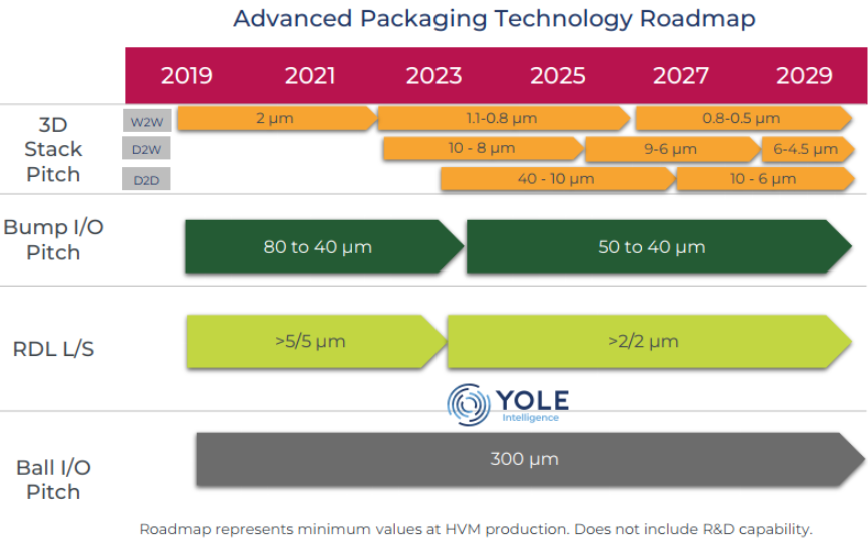 Advanced Packaging Technology Roadmap
2019 2021 2023 2025 2027 2029
3D
Stack
Pitch
W2W 2 µm 1.1-0.8 µm 0.8-0.5 µm
D2W 10 - 8 µm 9-6 µm 6-4.5 µm
D2D 40 - 10 µm 10 - 6 µm
Bump I/O
Pitch
80 to 40 µm 50 to 40 µm
RDL L/S >5/5 µm >2/2 µm
YOLE
Intelligence
Ball I/O
Pitch
300 µm
Roadmap represents minimum values at HVM production. Does not include R&D capability.